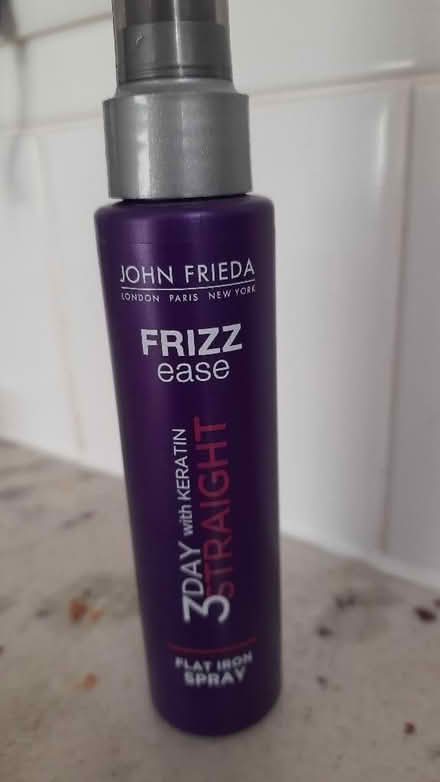 JOHN FRIEDA
LONDON PARIS NEW YORK
FRIZZ
ease
3DAY with KERATIN
STRAIGHT
FLAT IRON
SPRAY